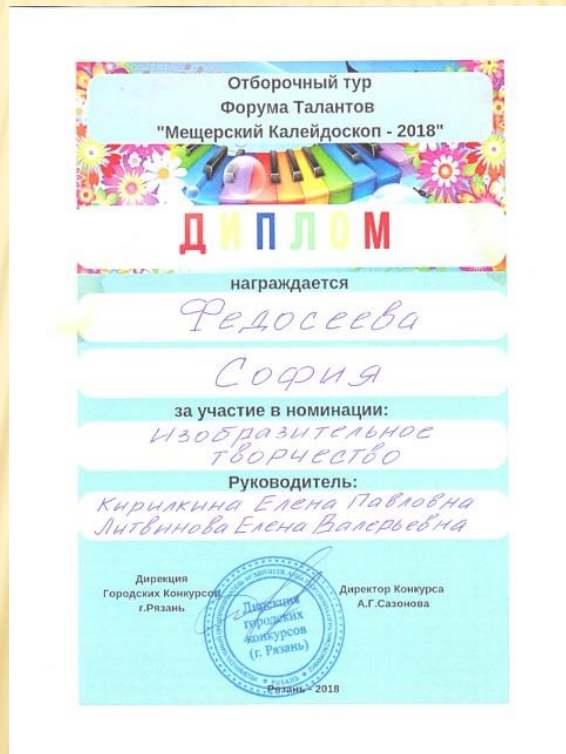 Отборочный тур
Форума Талантов
"Мещерский Калейдоскоп - 2018"
ДИПЛОМ
награждается
Федосеева
София
за участие в номинации:
Изобразительное
творчество
Руководитель:
Кирилкина Елена Павловна
Литвинова Елена Валерьевна
Дирекция
Городских Конкурсов
г.Рязань
Дирекция
городских
конкурсов
(г. Рязань)
Директор Конкурса
А.Г.Сазонова
Рязань - 2018